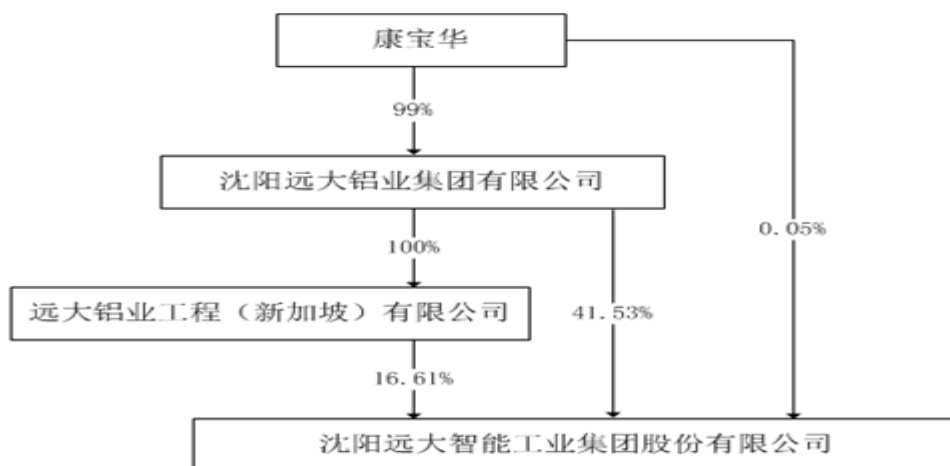 康宝华
99%
沈阳远大铝业集团有限公司
0.05%
100%
远大铝业工程（新加坡）有限公司
41.53%
16.61%
沈阳远大智能工业集团股份有限公司